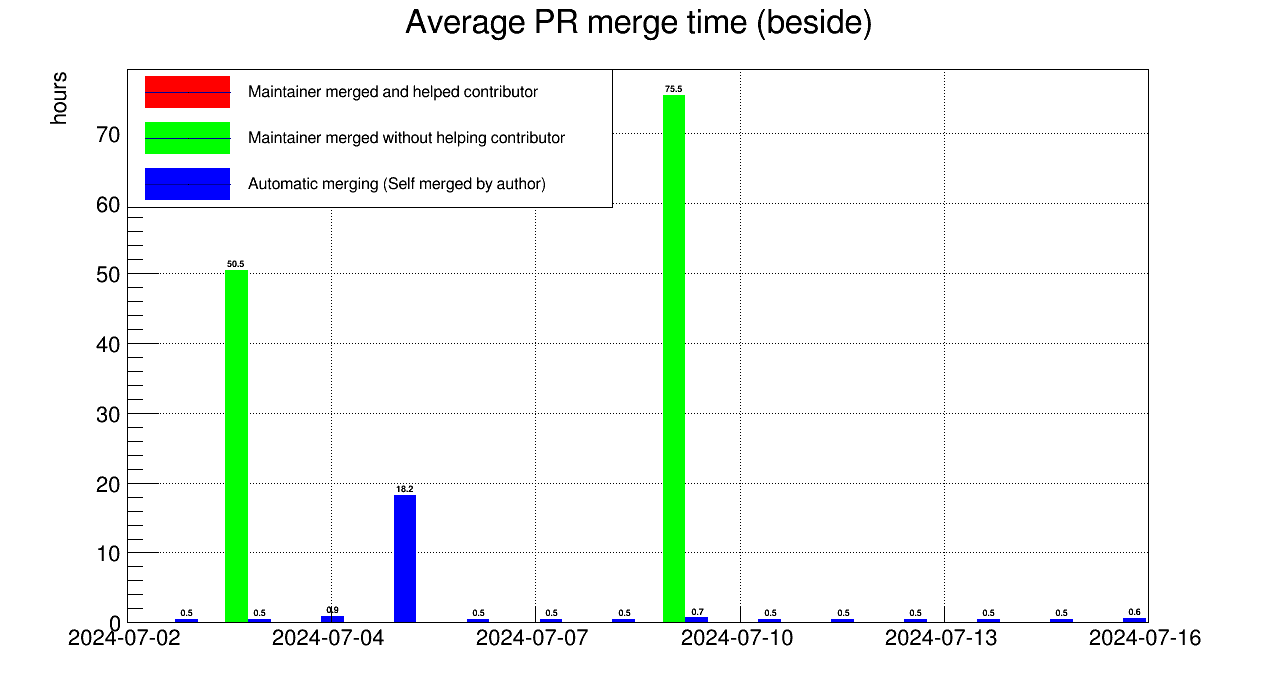 Average PR merge time (beside)
hours
Maintainer merged and helped contributor
Maintainer merged without helping contributor
Automatic merging (Self merged by author)
70
60
50
40
30
20
10
0
75.5
50.5
18.2
0.5 0.5 0.9 0.5 0.5 0.5 0.7 0.5 0.5 0.5 0.5 0.5 0.6
2024-07-02 2024-07-04 2024-07-07 2024-07-10 2024-07-13 2024-07-16